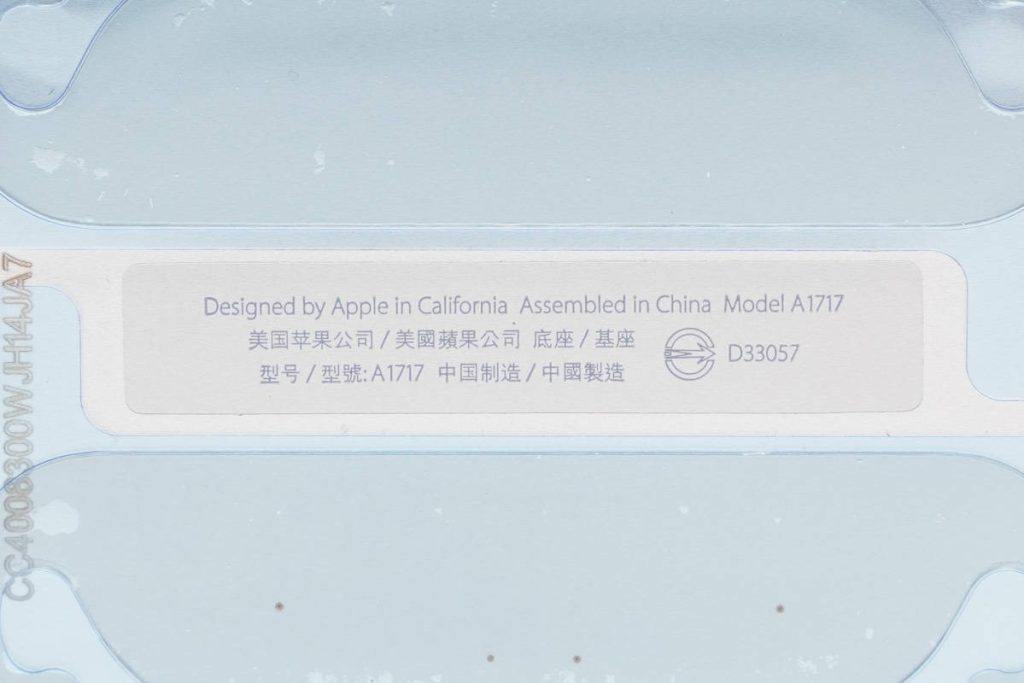 Designed by Apple in California Assembled in China Model A1717
美国苹果公司 / 美國蘋果公司 底座 / 基座
型号 / 型號: A1717 中国制造 / 中國製造
D33057
CC4008300WJH14JA7